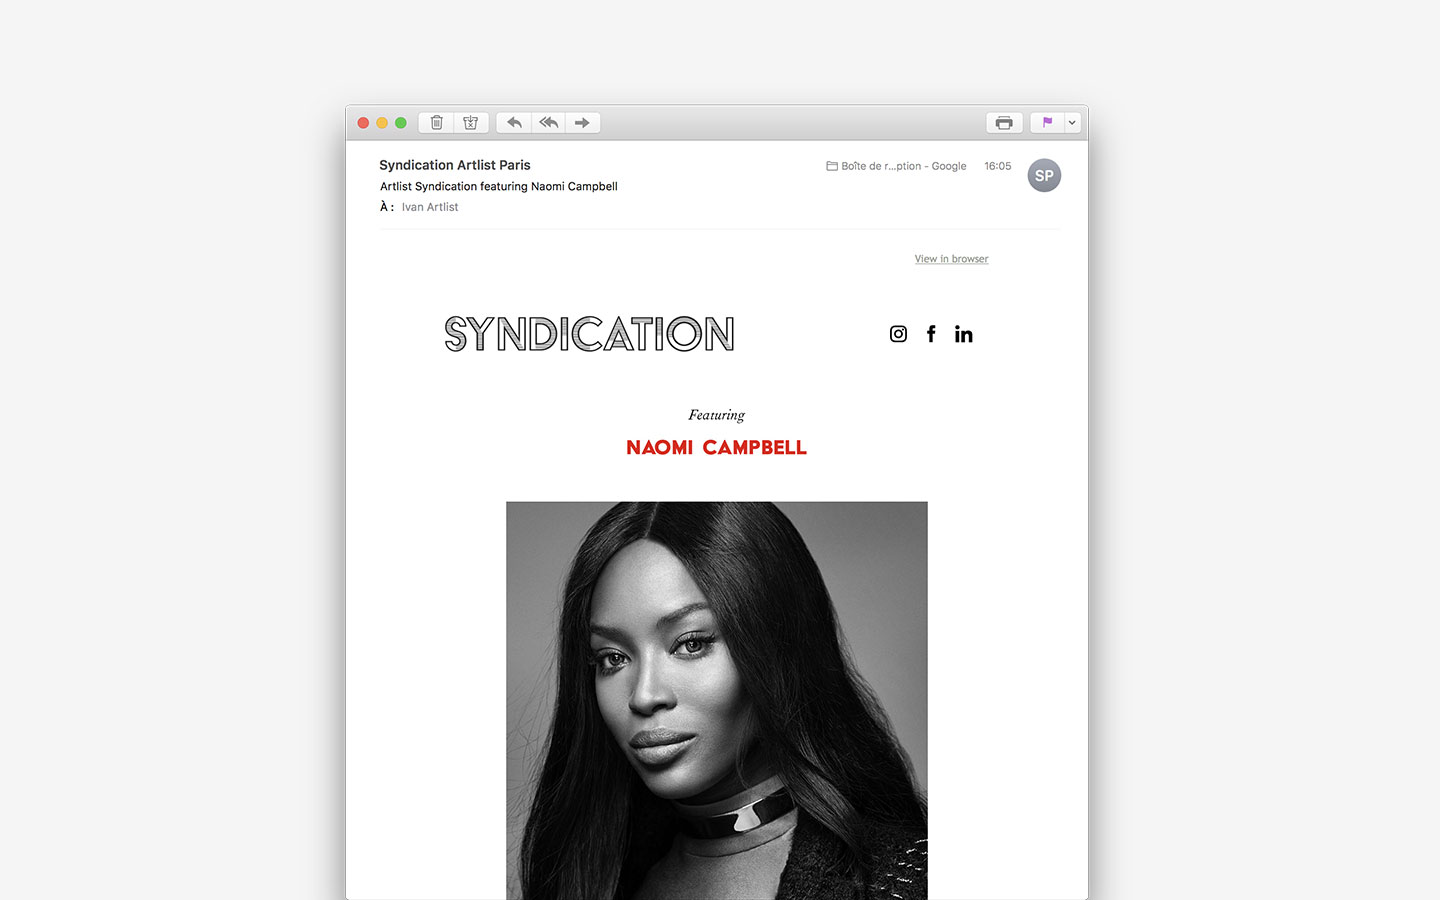 Syndication Artlist Paris
Boîte de r...ption - Google 16:05
SP
Artlist Syndication featuring Naomi Campbell
À : Ivan Artlist
View in browser
SYNDICATION
Featuring
NAOMI CAMPBELL